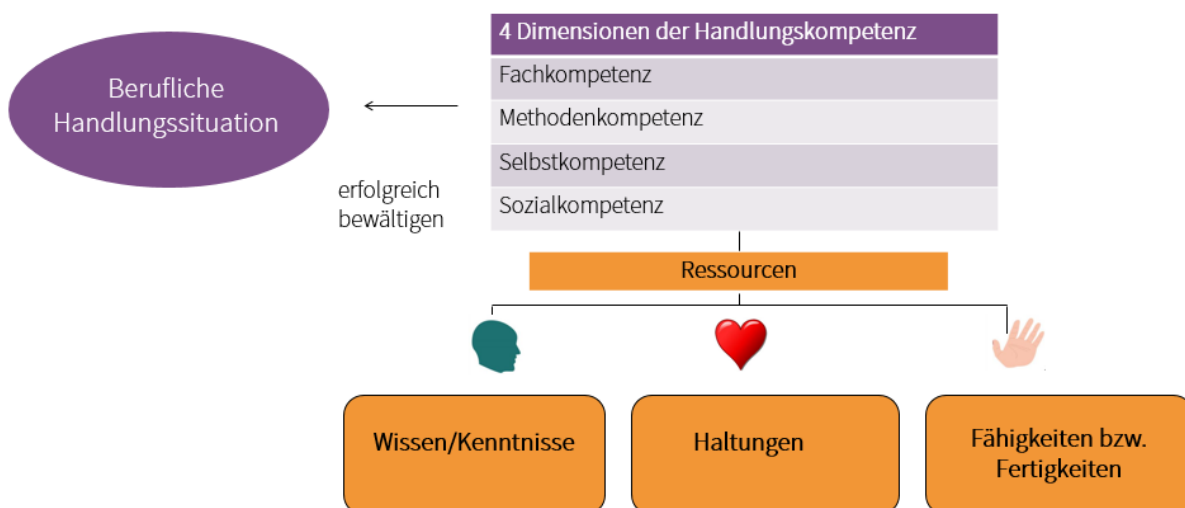 4 Dimensionen der Handlungskompetenz
Fachkompetenz
Methodenkompetenz
Selbstkompetenz
Sozialkompetenz
Berufliche
Handlungssituation
erfolgreich
bewältigen
Ressourcen
Wissen/Kenntnisse
Haltungen
Fähigkeiten bzw.
Fertigkeiten